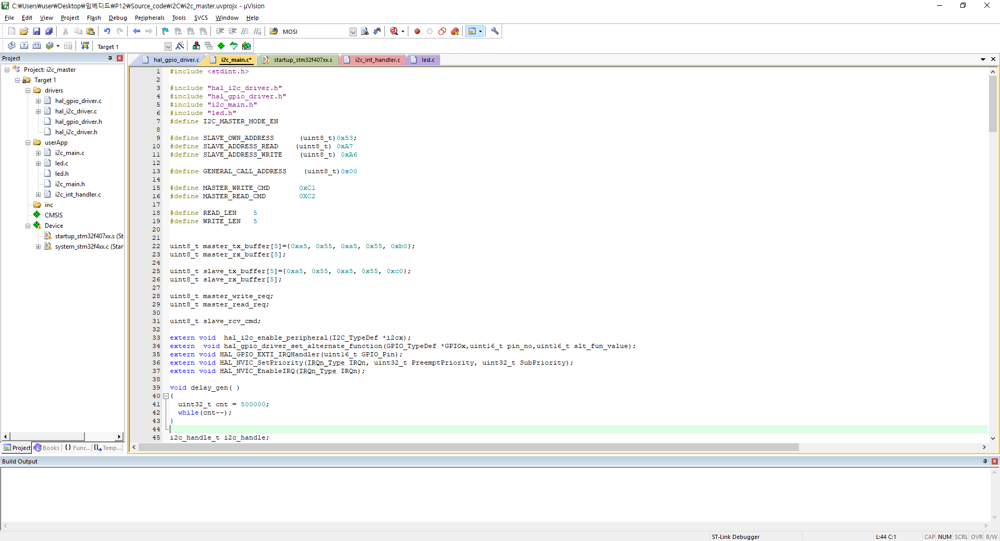 C:₩Users₩user₩Desktop₩임베디드₩P12₩Source_code₩I2C₩i2c_master.uvprojx - µVision
File Edit View Project Flash Debug Peripherals Tools SVCS Window Help
MOSI
LOAD Target 1
Project
Project: i2c_master
Target 1
drivers
hal_gpio_driver.c
hal_i2c_driver.c
hal_gpio_driver.h
hal_i2c_driver.h
userApp
i2c_main.c
led.c
led.h
i2c_main.h
i2c_int_handler.c
inc
CMSIS
Device
startup_stm32f407xx.s (St
system_stm32f4xx.c (Star
Project Books {} Func... Temp...
hal_gpio_driver.c i2c_main.c* startup_stm32f407xx.s i2c_int_handler.c led.c
1 #include <stdint.h>
2
3 #include "hal_i2c_driver.h"
4 #include "hal_gpio_driver.h"
5 #include "i2c_main.h"
6 #include "led.h"
7 #define I2C_MASTER_MODE_EN
8
9 #define SLAVE_OWN_ADDRESS (uint8_t)0x53;
10 #define SLAVE_ADDRESS_READ (uint8_t) 0xA7
11 #define SLAVE_ADDRESS_WRITE (uint8_t) 0xA6
12
13 #define GENERAL_CALL_ADDRESS (uint8_t)0x00
14
15 #define MASTER_WRITE_CMD 0xC1
16 #define MASTER_READ_CMD 0XC2
17
18 #define READ_LEN 5
19 #define WRITE_LEN 5
20
21
22 uint8_t master_tx_buffer[5]={0xa5, 0x55, 0xa5, 0x55, 0xb0};
23 uint8_t master_rx_buffer[5];
24
25 uint8_t slave_tx_buffer[5]={0xa5, 0x55, 0xa5, 0x55, 0xc0};
26 uint8_t slave_rx_buffer[5];
27
28 uint8_t master_write_req;
29 uint8_t master_read_req;
30
31 uint8_t slave_rcv_cmd;
32
33 extern void hal_i2c_enable_peripheral(I2C_TypeDef *i2cx);
34 extern void hal_gpio_driver_set_alternate_function(GPIO_TypeDef *GPIOx,uint16_t pin_no,uint16_t alt_fun_value);
35 extern void HAL_GPIO_EXTI_IRQHandler(uint16_t GPIO_Pin);
36 extern void HAL_NVIC_SetPriority(IRQn_Type IRQn, uint32_t PreemptPriority, uint32_t SubPriority);
37 extern void HAL_NVIC_EnableIRQ(IRQn_Type IRQn);
38
39 void delay_gen( )
40 {
41 uint32_t cnt = 500000;
42 while(cnt--);
43 }
44
45 i2c_handle_t i2c_handle;
Build Output
ST-Link Debugger L:44 C:1 CAP NUM SCRL OVR R/W